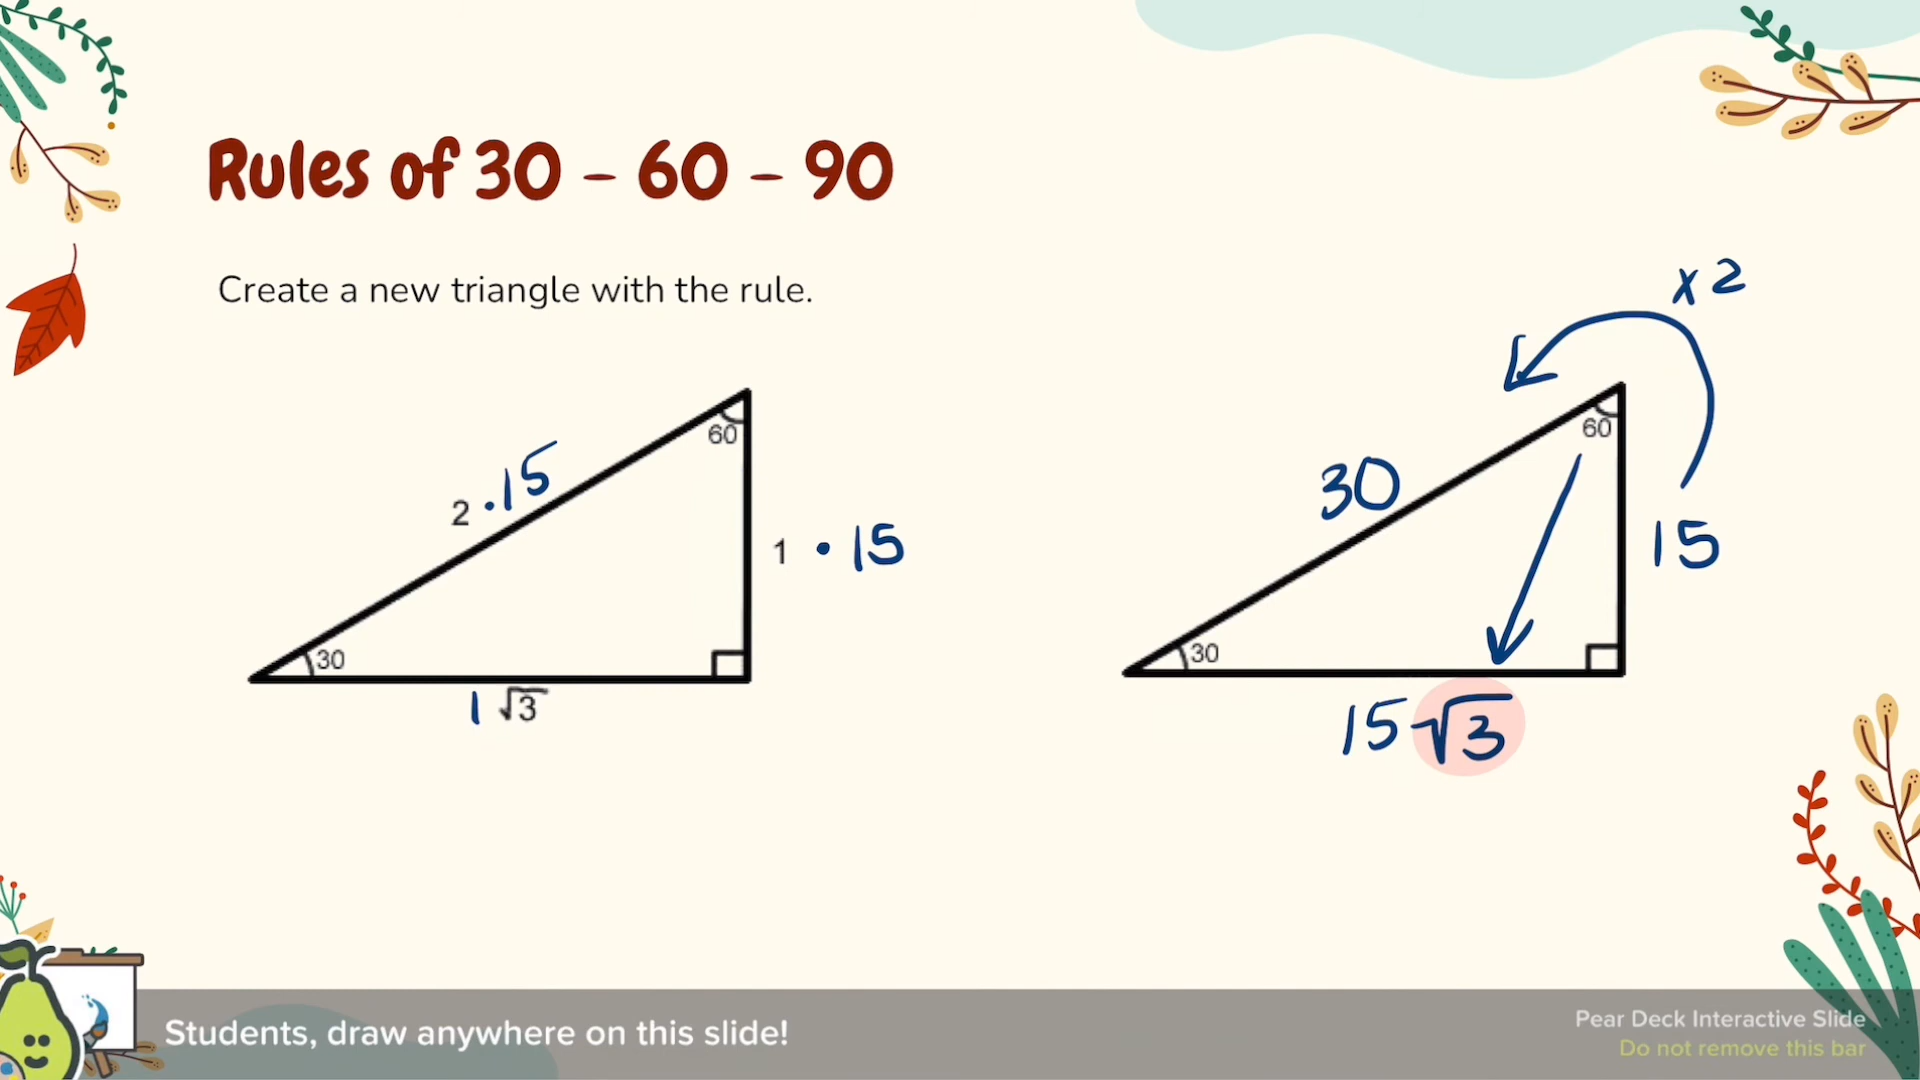 Rules of 30 - 60 - 90
Create a new triangle with the rule.
x 2
60
60
2 · 15
30
1 · 15
15
30
30
1 √3
15 √3
Students, draw anywhere on this slide!
Pear Deck Interactive Slide
Do not remove this bar